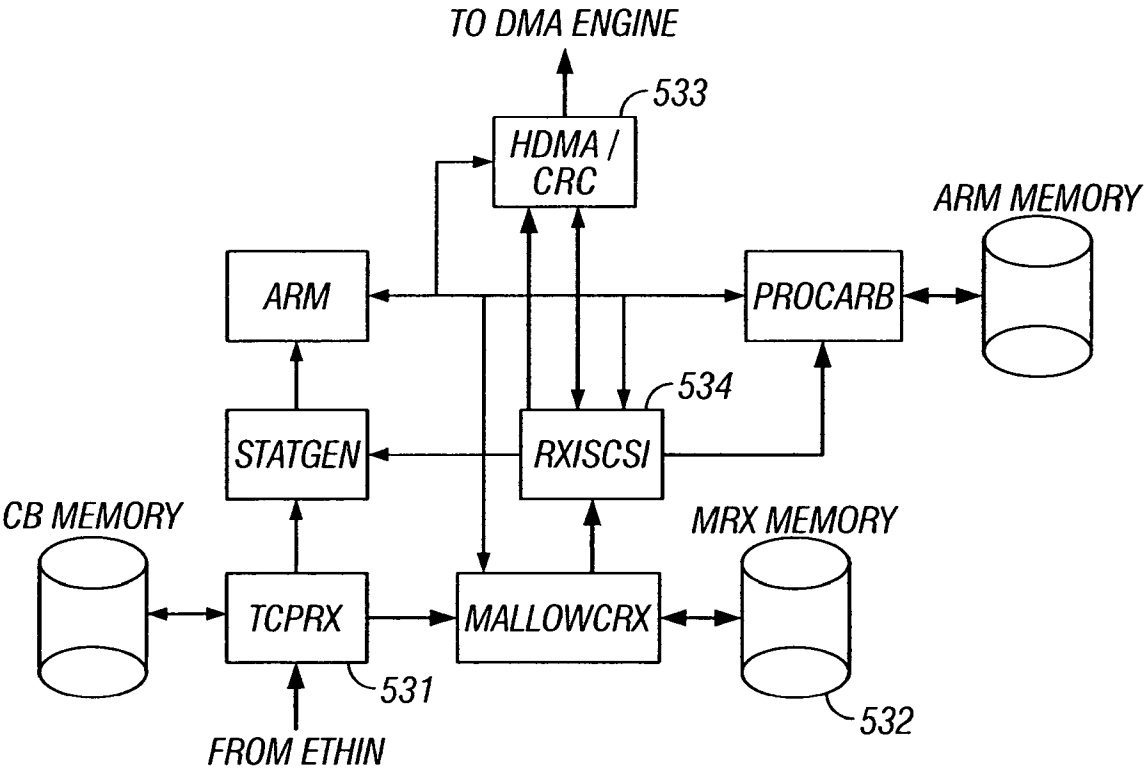 TO DMA ENGINE
533
HDMA /
CRC
ARM MEMORY
ARM
PROCARB
534
STATGEN
RXISCSI
CB MEMORY
MRX MEMORY
TCPRX
MALLOWCRX
531
532
FROM ETHIN